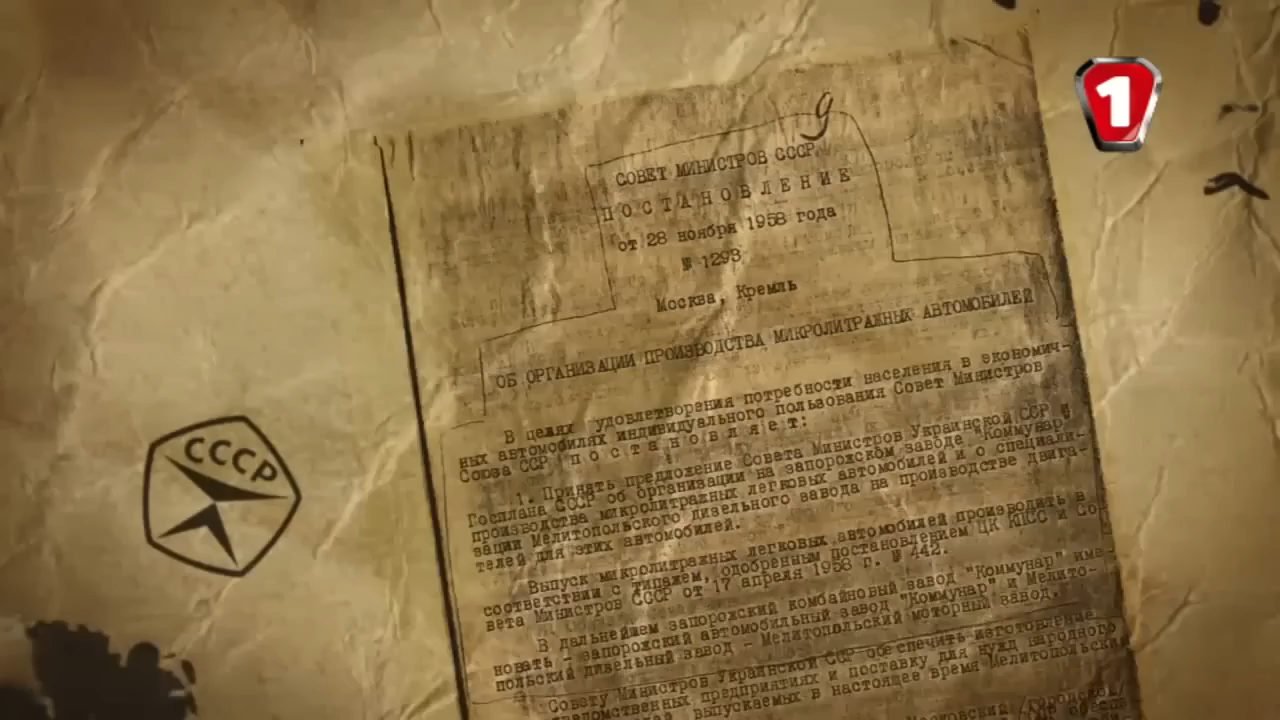 1
9
СОВЕТ МИНИСТРОВ СССР
ПОСТАНОВЛЕНИЕ
от 28 ноября 1958 года
№ 1293
Москва, Кремль
ОБ ОРГАНИЗАЦИИ ПРОИЗВОДСТВА МИКРОЛИТРАЖНЫХ АВТОМОБИЛЕЙ
В целях удовлетворения потребности населения в экономич-
ных автомобилях индивидуального пользования Совет Министров
Союза ССР постановляет:
1. Принять предложение Совета Министров Украинской ССР и
Госплана СССР об организации на запорожском заводе "Коммунар"
производства микролитражных легковых автомобилей и о специали-
зации Мелитопольского дизельного завода на производстве двига-
телей для этих автомобилей.
Выпуск микролитражных легковых автомобилей производить в
соответствии с типажем, одобренным постановлением ЦК КПСС и Со-
вета Министров СССР от 17 апреля 1958 г. № 442.
В дальнейшем запорожский комбайновый завод "Коммунар" име-
новать - запорожский автомобильный завод "Коммунар" и Мелито-
польский дизельный завод - Мелитопольский моторный завод.
Совету Министров Украинской ССР обеспечить изготовление
предприятиях и поставку для нужд народного
выпускаемых в настоящее время Мелитопольским
СССР